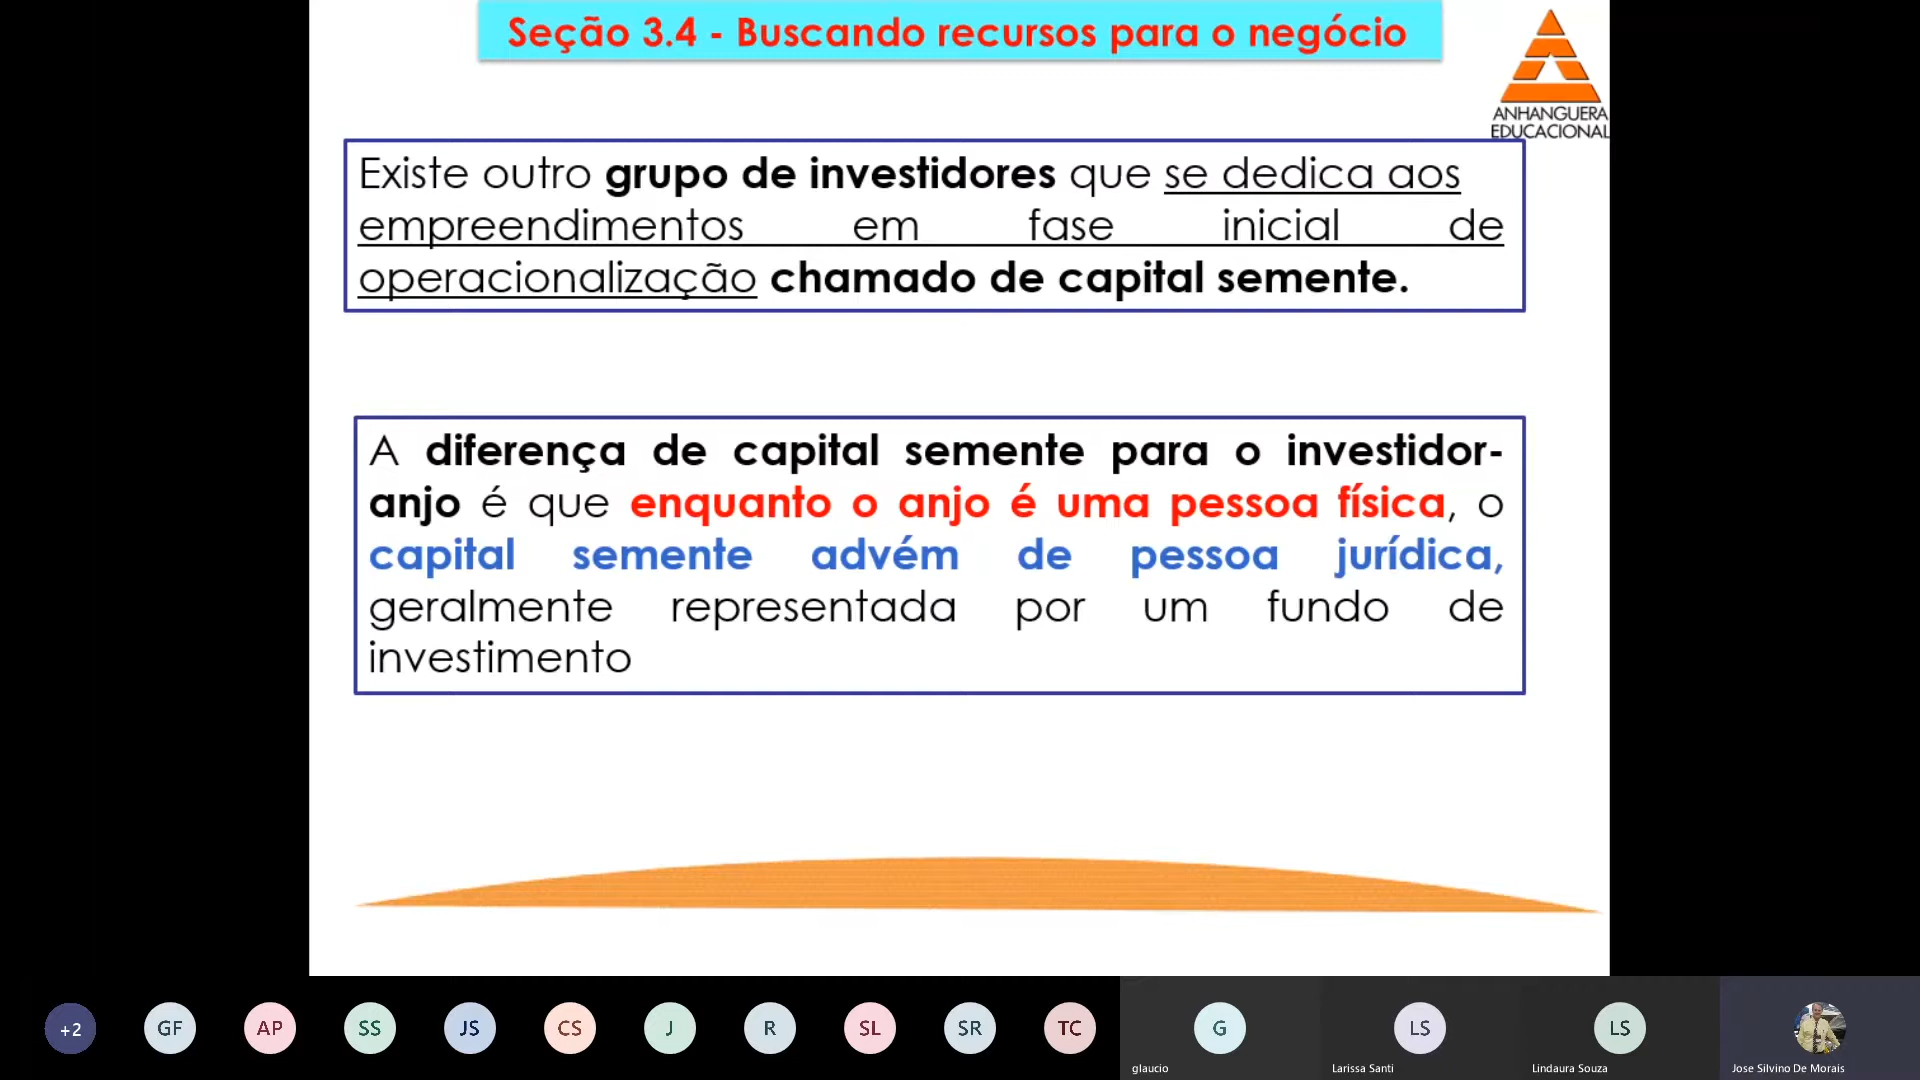 Seção 3.4 - Buscando recursos para o negócio
ANHANGUERA
EDUCACIONAL
Existe outro grupo de investidores que se dedica aos
empreendimentos em fase inicial de
operacionalização chamado de capital semente.
A diferença de capital semente para o investidor-
anjo é que enquanto o anjo é uma pessoa física, o
capital semente advém de pessoa jurídica,
geralmente representada por um fundo de
investimento
+2 GF AP SS JS CS J R SL SR TC G LS LS
glaucio Larissa Santi Lindaura Souza Jose Silvino De Morais